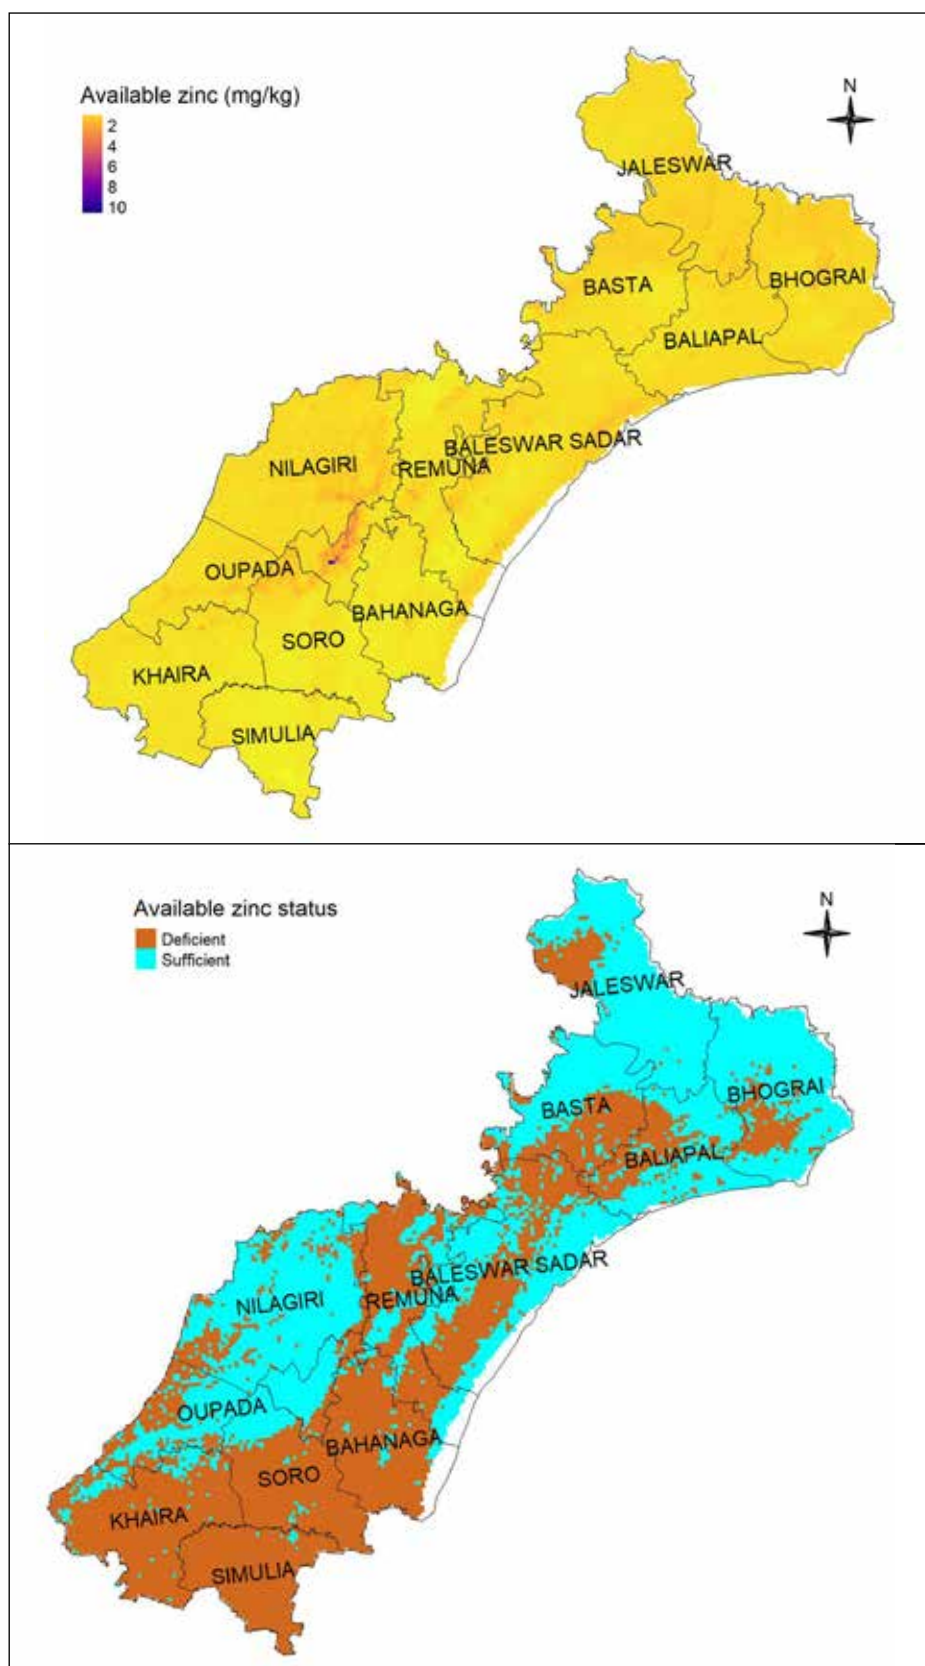 Available zinc (mg/kg)
2
4
6
8
10
N
JALESWAR
BASTA
BHOGRAI
BALIAPAL
BALESWAR SADAR
NILAGIRI
REMUNA
OUPADA
BAHANAGA
SORO
KHAIRA
SIMULIA
Available zinc status
Deficient
Sufficient
N
JALESWAR
BASTA
BHOGRAI
BALIAPAL
BALESWAR SADAR
NILAGIRI
REMUNA
OUPADA
BAHANAGA
SORO
KHAIRA
SIMULIA